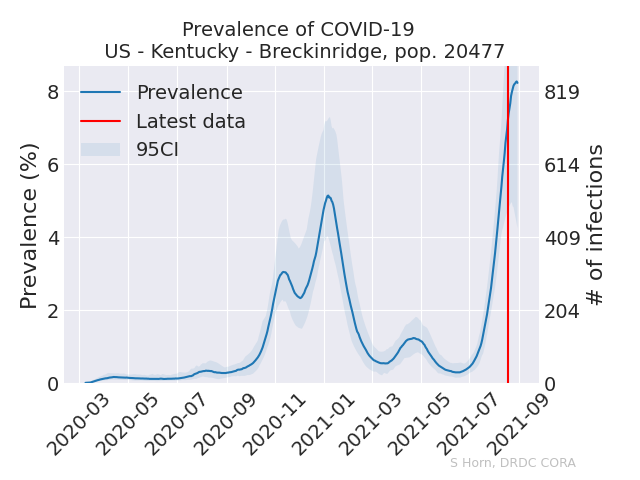 Prevalence of COVID-19
US - Kentucky - Breckinridge, pop. 20477
Prevalence
Latest data
95CI
Prevalence (%)
8
6
4
2
0
819
614
409
204
0
# of infections
2020-03
2020-05
2020-07
2020-09
2020-11
2021-01
2021-03
2021-05
2021-07
2021-09
S Horn, DRDC CORA